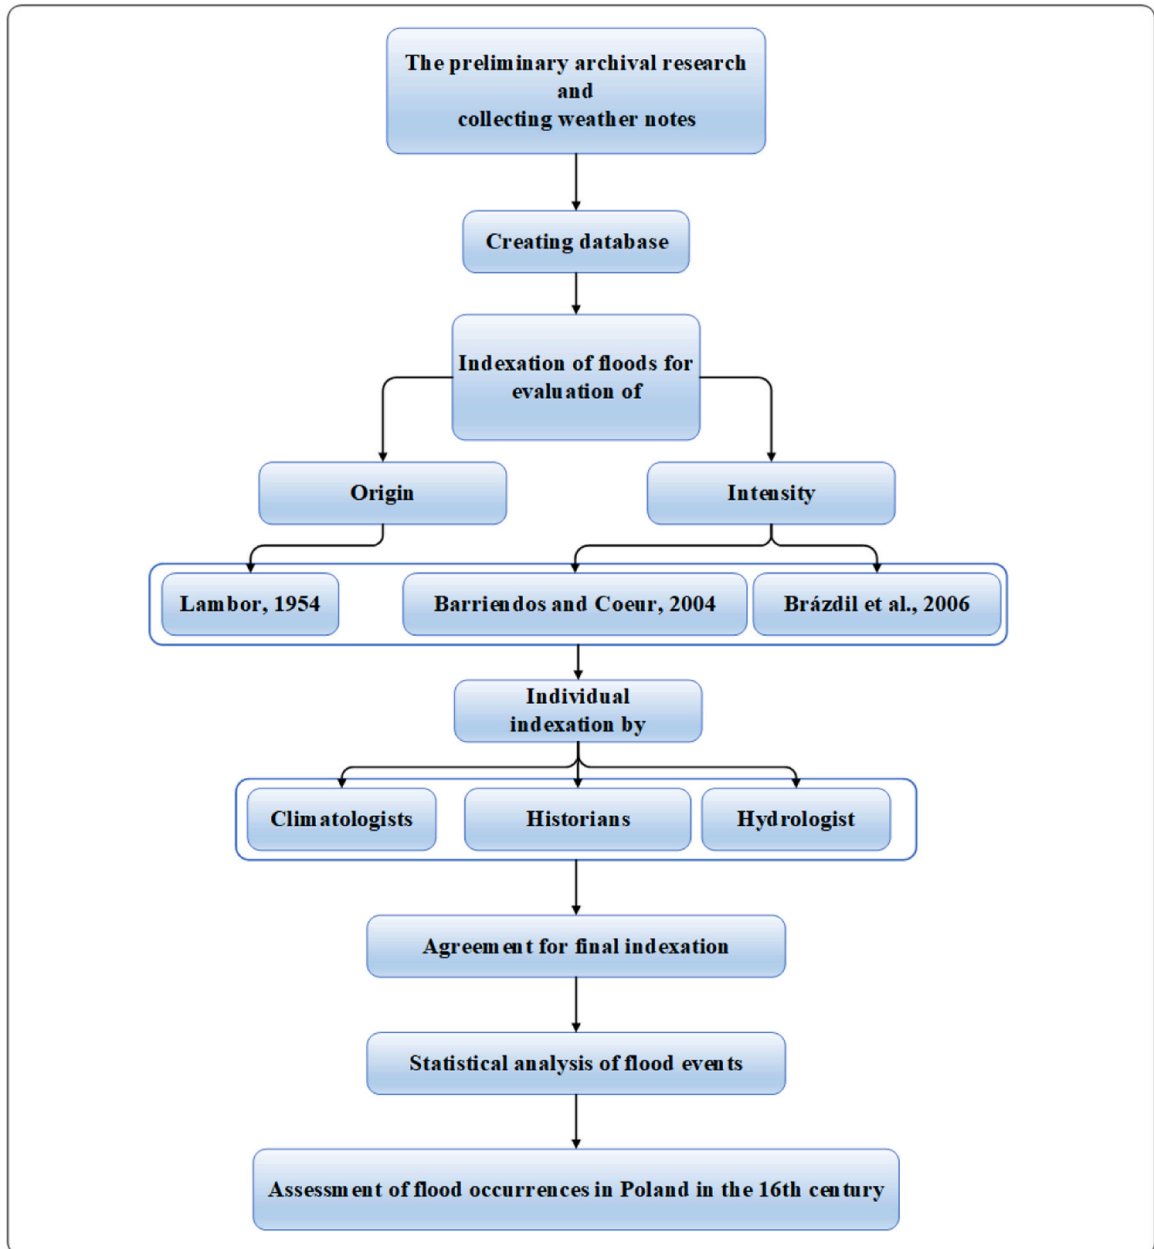 The preliminary archival research
and
collecting weather notes
Creating database
Indexation of floods for
evaluation of
Origin
Intensity
Lambor, 1954
Barriendos and Coeur, 2004
Brázdil et al., 2006
Individual
indexation by
Climatologists
Historians
Hydrologist
Agreement for final indexation
Statistical analysis of flood events
Assessment of flood occurrences in Poland in the 16th century